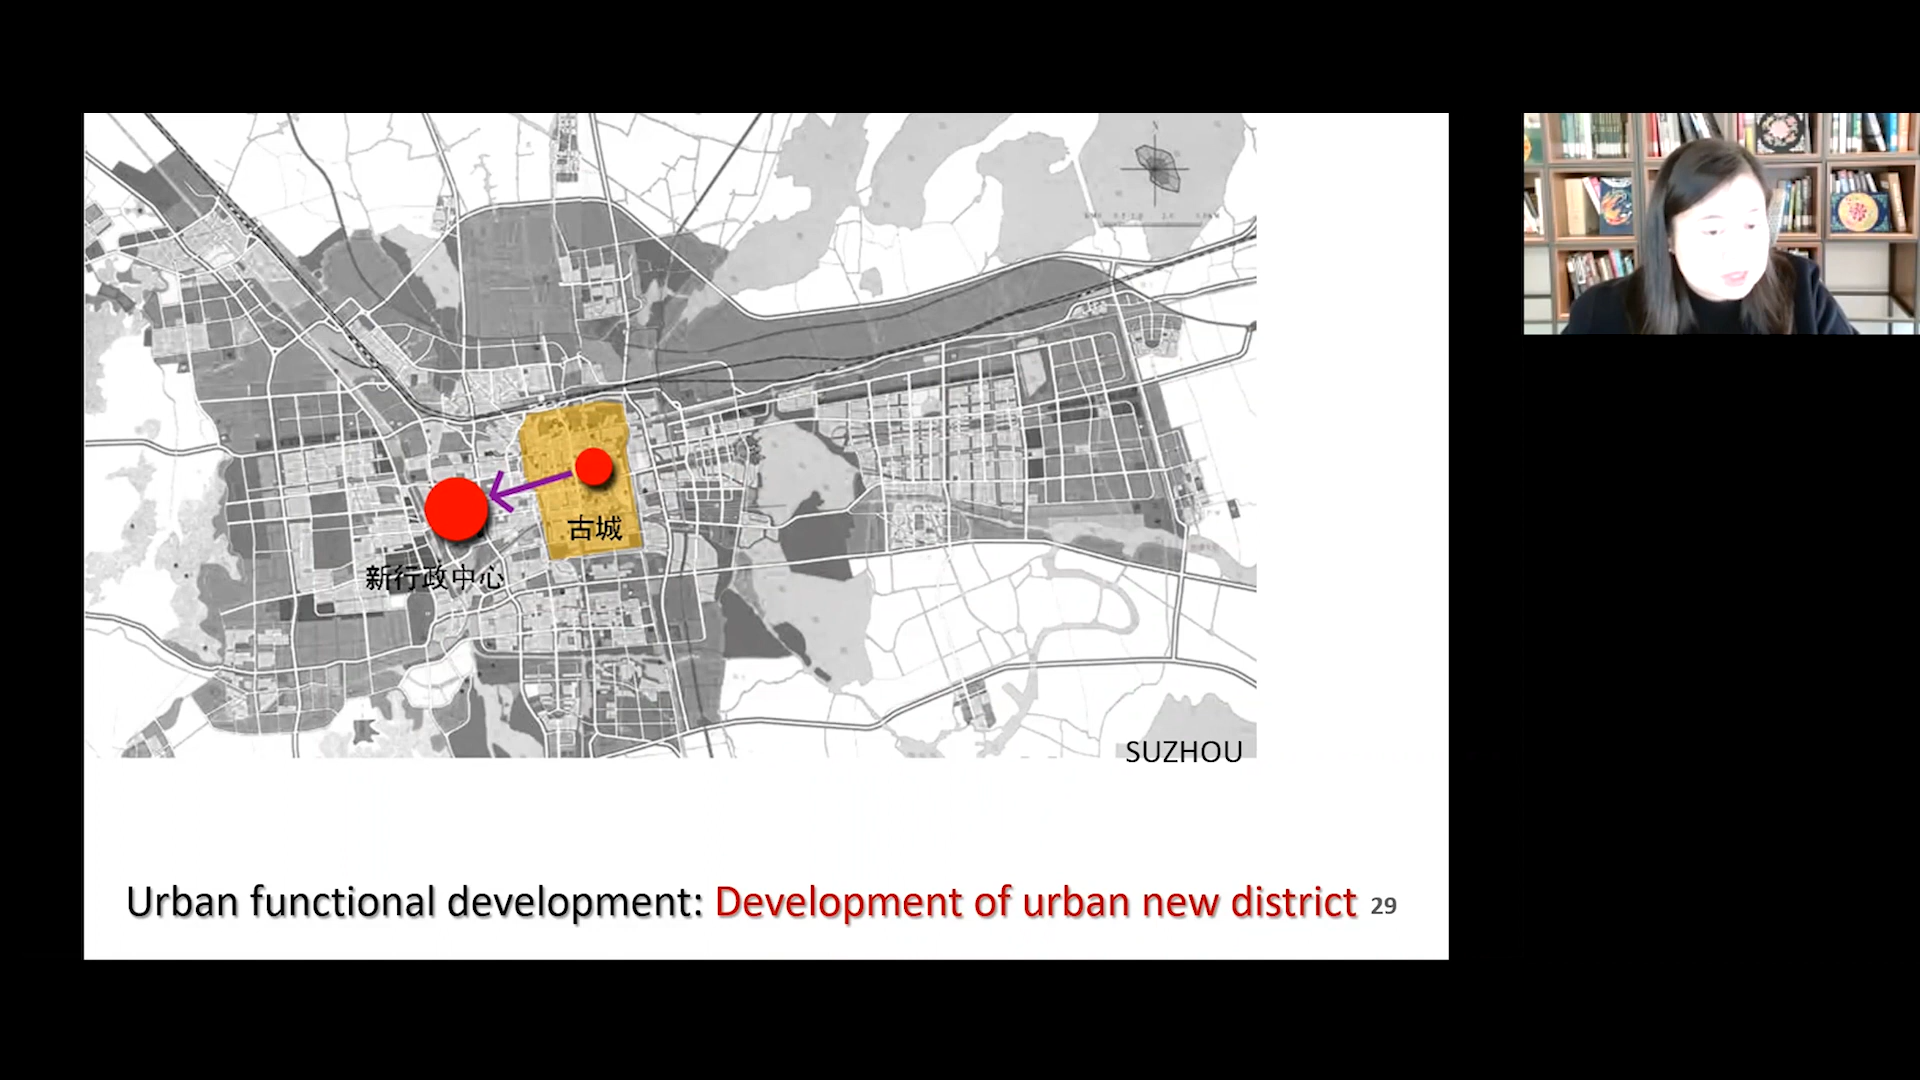 古城
新行政中心
SUZHOU
Urban functional development: Development of urban new district 29